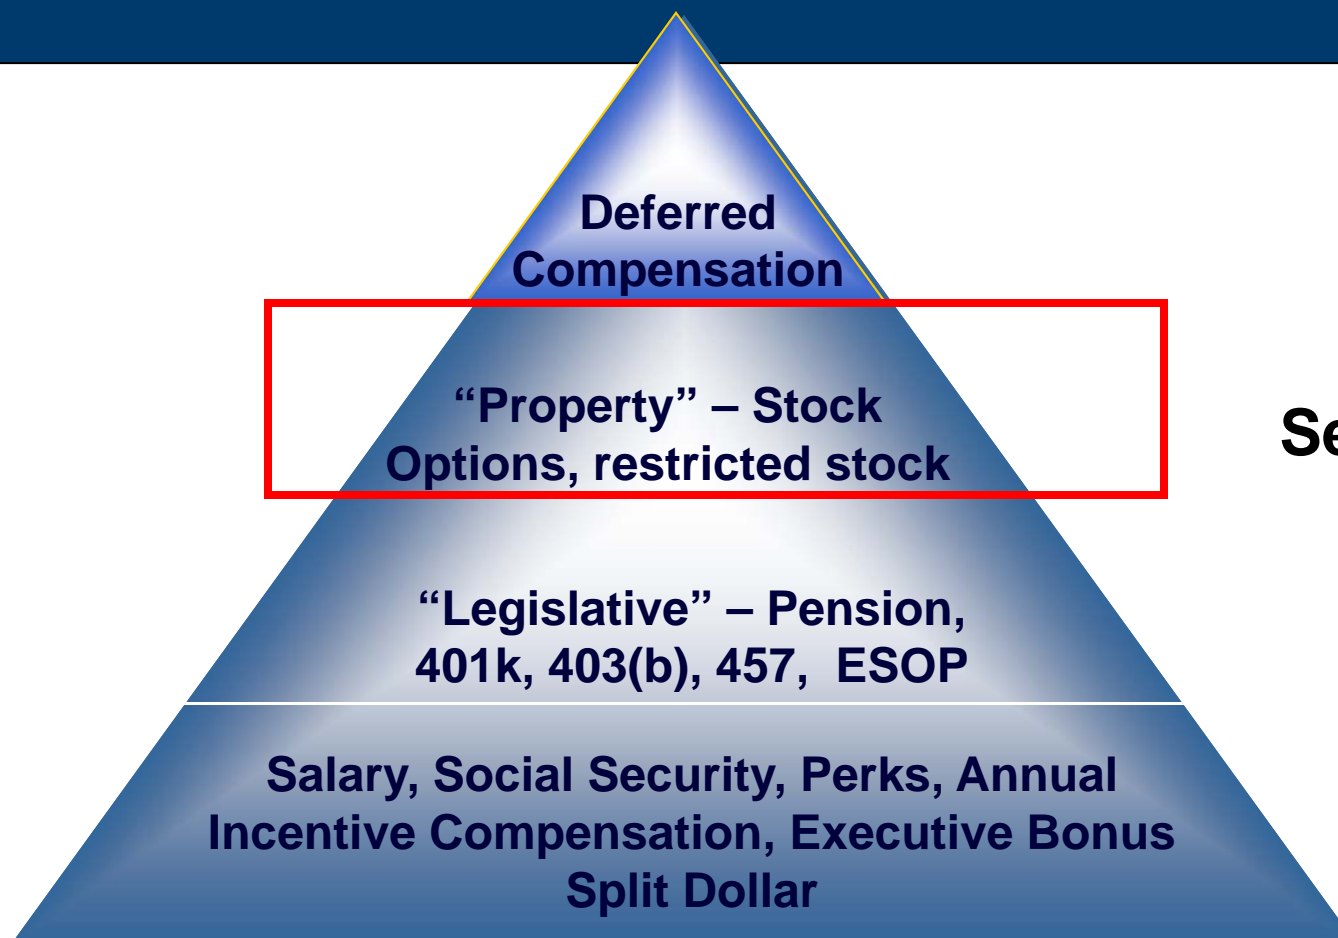 Deferred
Compensation
“Property” – Stock
Options, restricted stock
Se
“Legislative” – Pension,
401k, 403(b), 457, ESOP
Salary, Social Security, Perks, Annual
Incentive Compensation, Executive Bonus
Split Dollar